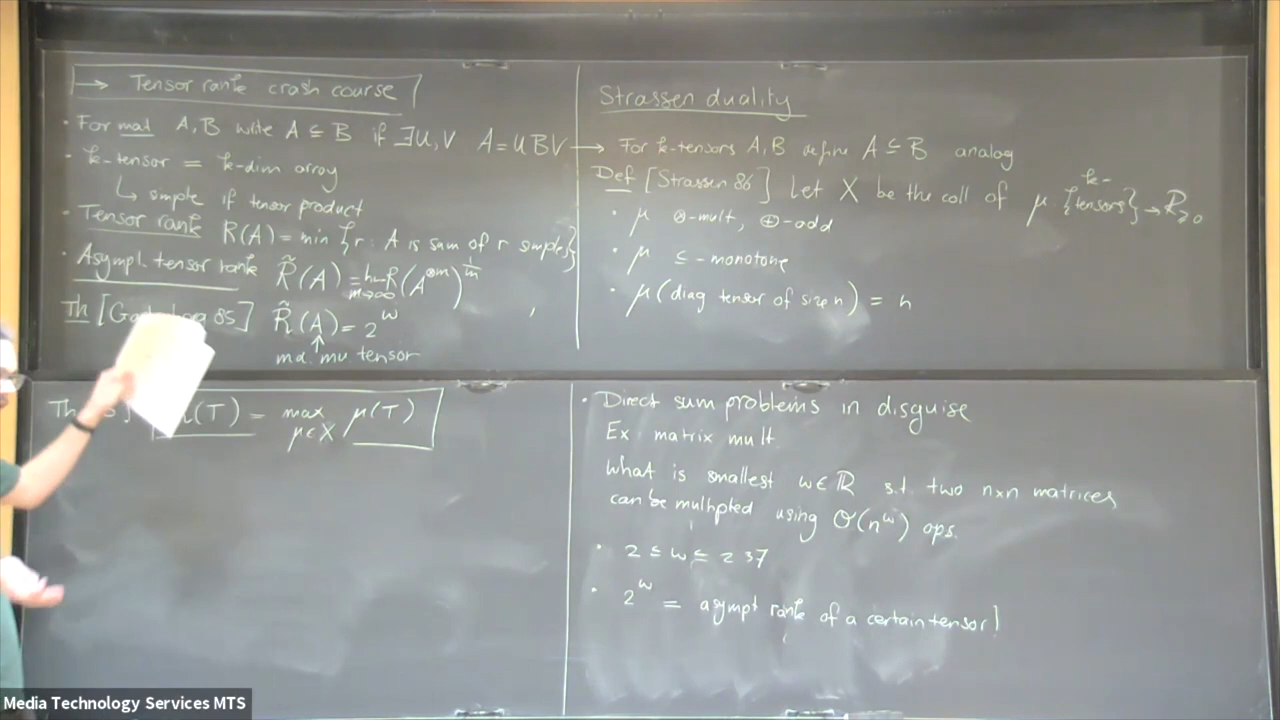 → Tensor rank crash course
• For mat A, B write A ≤ B if ∃U,V A = UBV
• k-tensor = k-dim array
↳ simple if tensor product
• Tensor rank R(A) = min { r : A is sum of r simple }
• Asympt. tensor rank R̃(A) = lim m→∞ R(A^⊗m)^1/m
Th [ 85] R̃(A) = 2^ω
↑
ma. mu tensor
Strassen duality
→ For k-tensors A, B define A ≤ B analog
Def [Strassen 86] Let X be the coll of μ: {k-tensors} → R≥0
• μ ⊗-mult, ⊕-add
• μ ≤-monotone
• μ(diag tensor of size n) = n
(T) = max μ∈X μ(T)
• Direct sum problems in disguise
Ex: matrix mult
What is smallest ω∈ℝ s.t. two n×n matrices
can be multipled using O(n^ω) ops.
• 2 ≤ ω ≤ 2.37
• 2^ω = asympt rank of a certain tensor!
Media Technology Services MTS